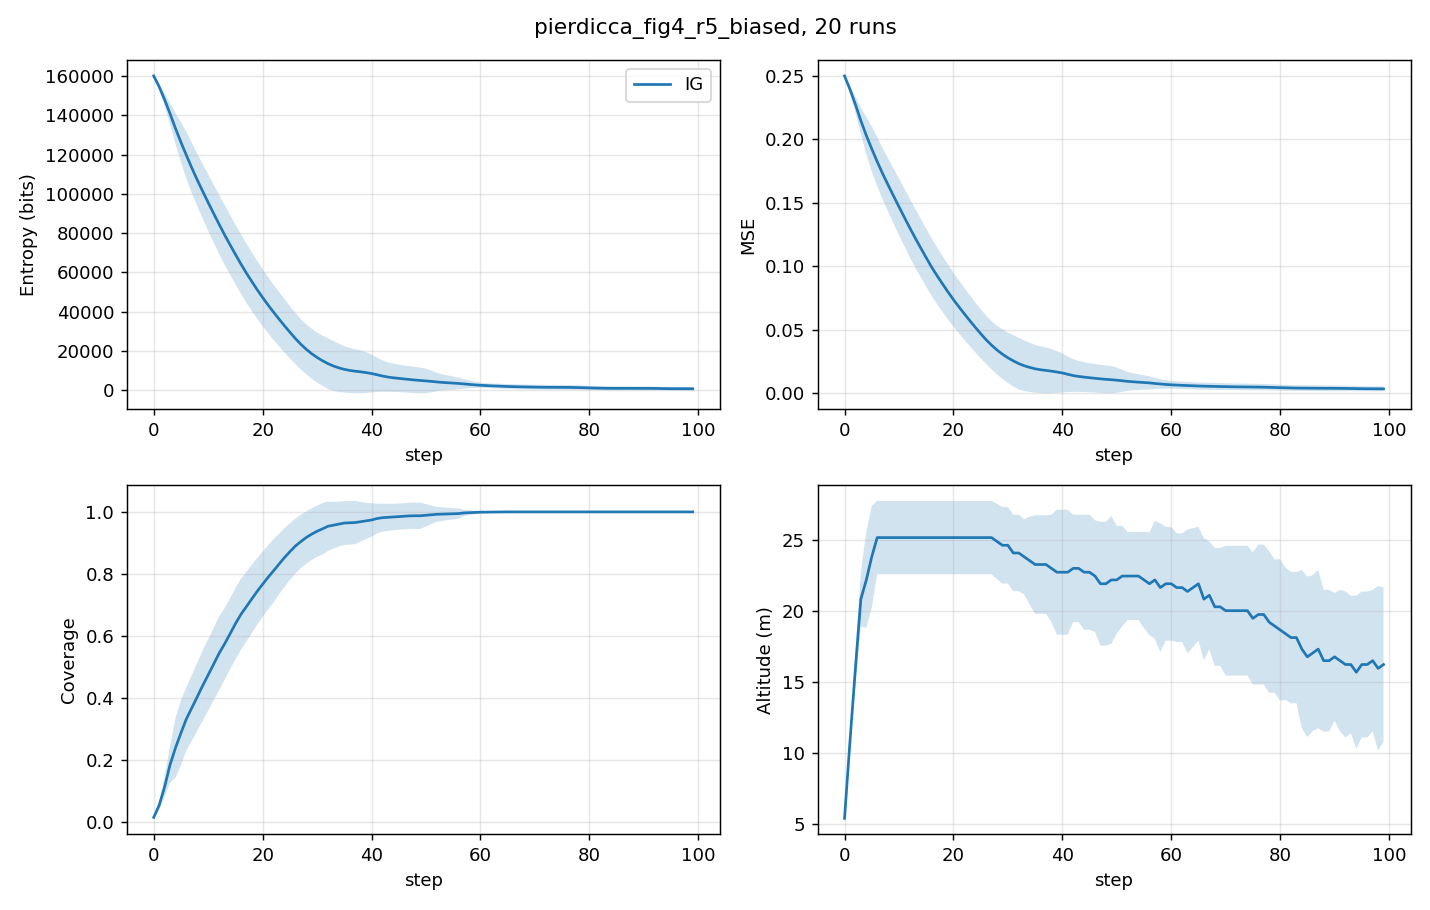 pierdicca_fig4_r5_biased, 20 runs
Entropy (bits)
160000
140000
120000
100000
80000
60000
40000
20000
0
IG
0 20 40 60 80 100
step
MSE
0.25
0.20
0.15
0.10
0.05
0.00
0 20 40 60 80 100
step
Coverage
1.0
0.8
0.6
0.4
0.2
0.0
0 20 40 60 80 100
step
Altitude (m)
25
20
15
10
5
0 20 40 60 80 100
step